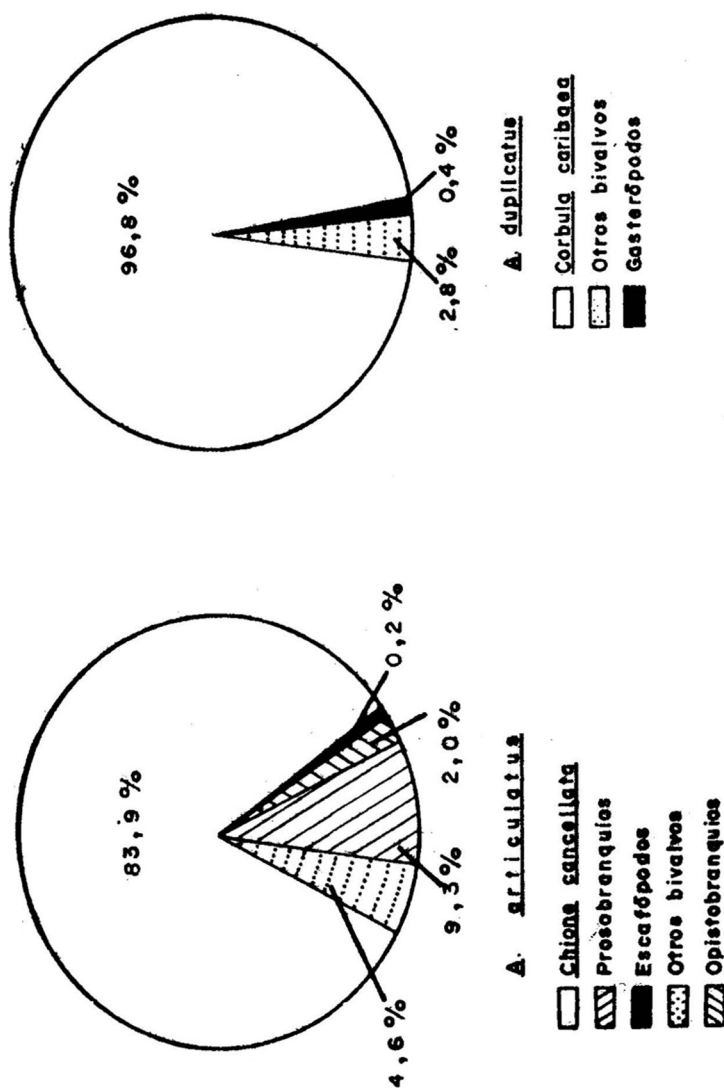 96,8 %
0,4 %
2,8 %
A. duplicatus
Corbula caribaea
Otros bivalvos
Gasterópodos
83,9 %
0,2 %
2,0 %
9,3 %
4,6 %
A. articulatus
Chione cancellata
Prosobranquios
Escafópodos
Otros bivalvos
Opistobranquios